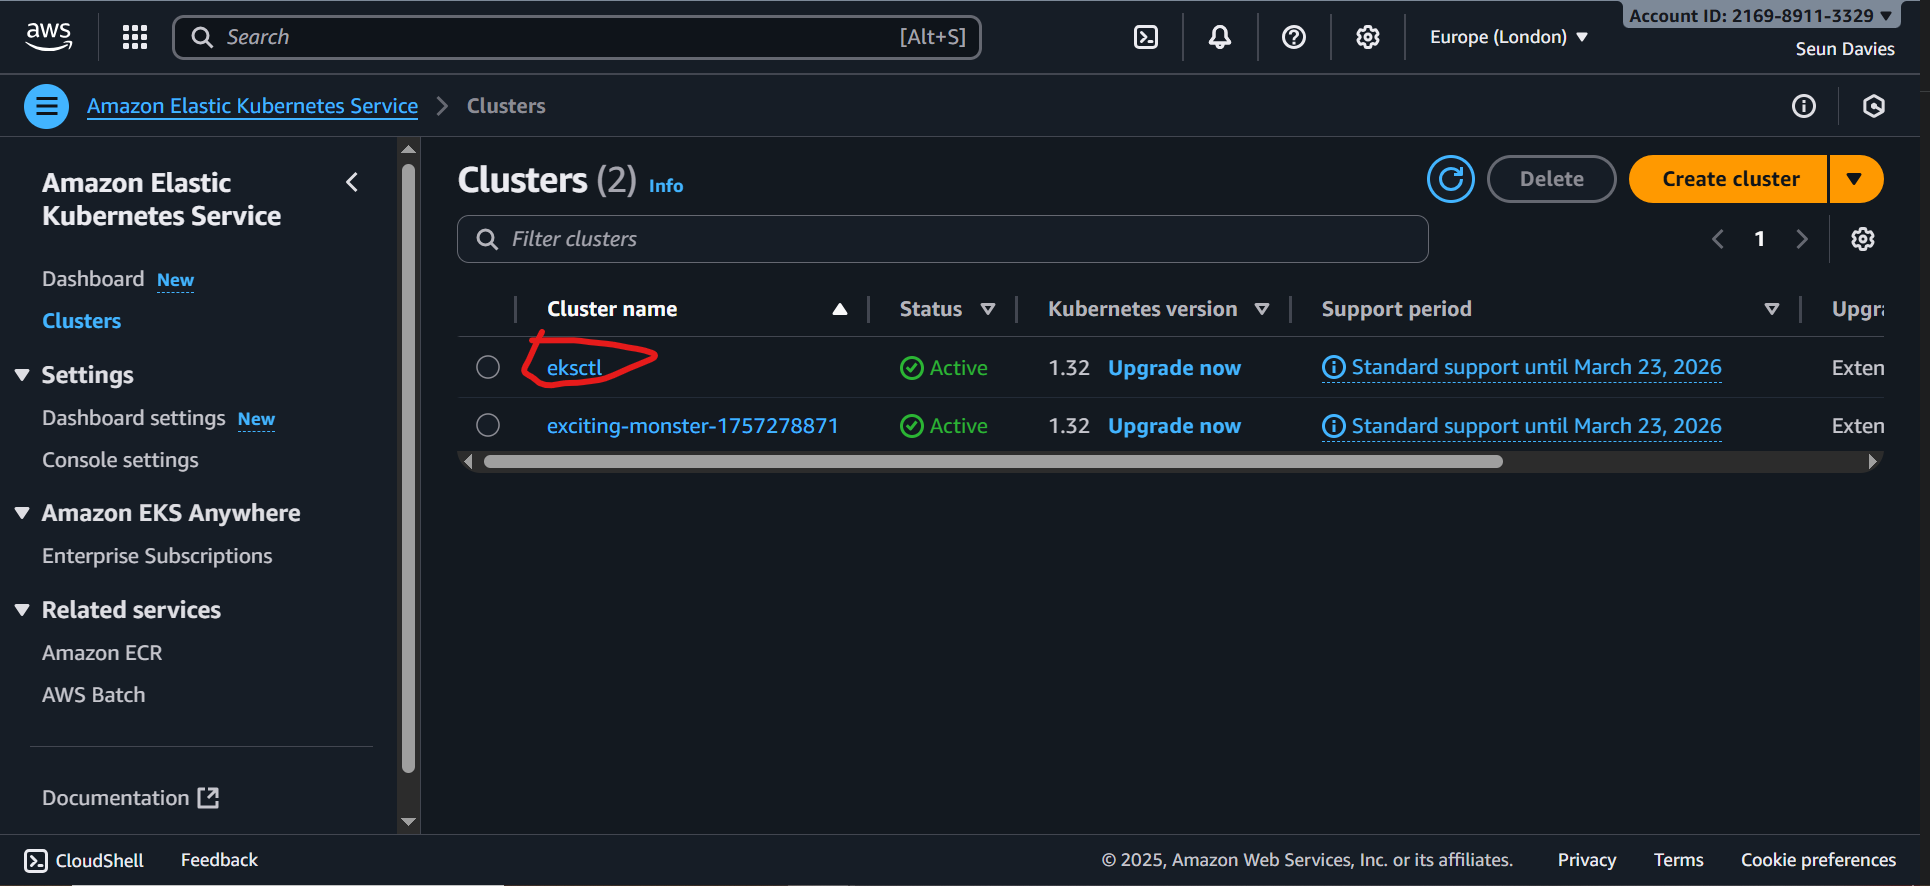 aws
Search [Alt+S]
Europe (London)
Account ID: 2169-8911-3329
Seun Davies
Amazon Elastic Kubernetes Service
Clusters
Amazon Elastic
Kubernetes Service
Dashboard New
Clusters
Settings
Dashboard settings New
Console settings
Amazon EKS Anywhere
Enterprise Subscriptions
Related services
Amazon ECR
AWS Batch
Documentation
Clusters (2) Info
Delete
Create cluster
Filter clusters
1
Cluster name Status Kubernetes version Support period Upgra
eksctl Active 1.32 Upgrade now Standard support until March 23, 2026 Exten
exciting-monster-1757278871 Active 1.32 Upgrade now Standard support until March 23, 2026 Exten
CloudShell Feedback © 2025, Amazon Web Services, Inc. or its affiliates. Privacy Terms Cookie preferences